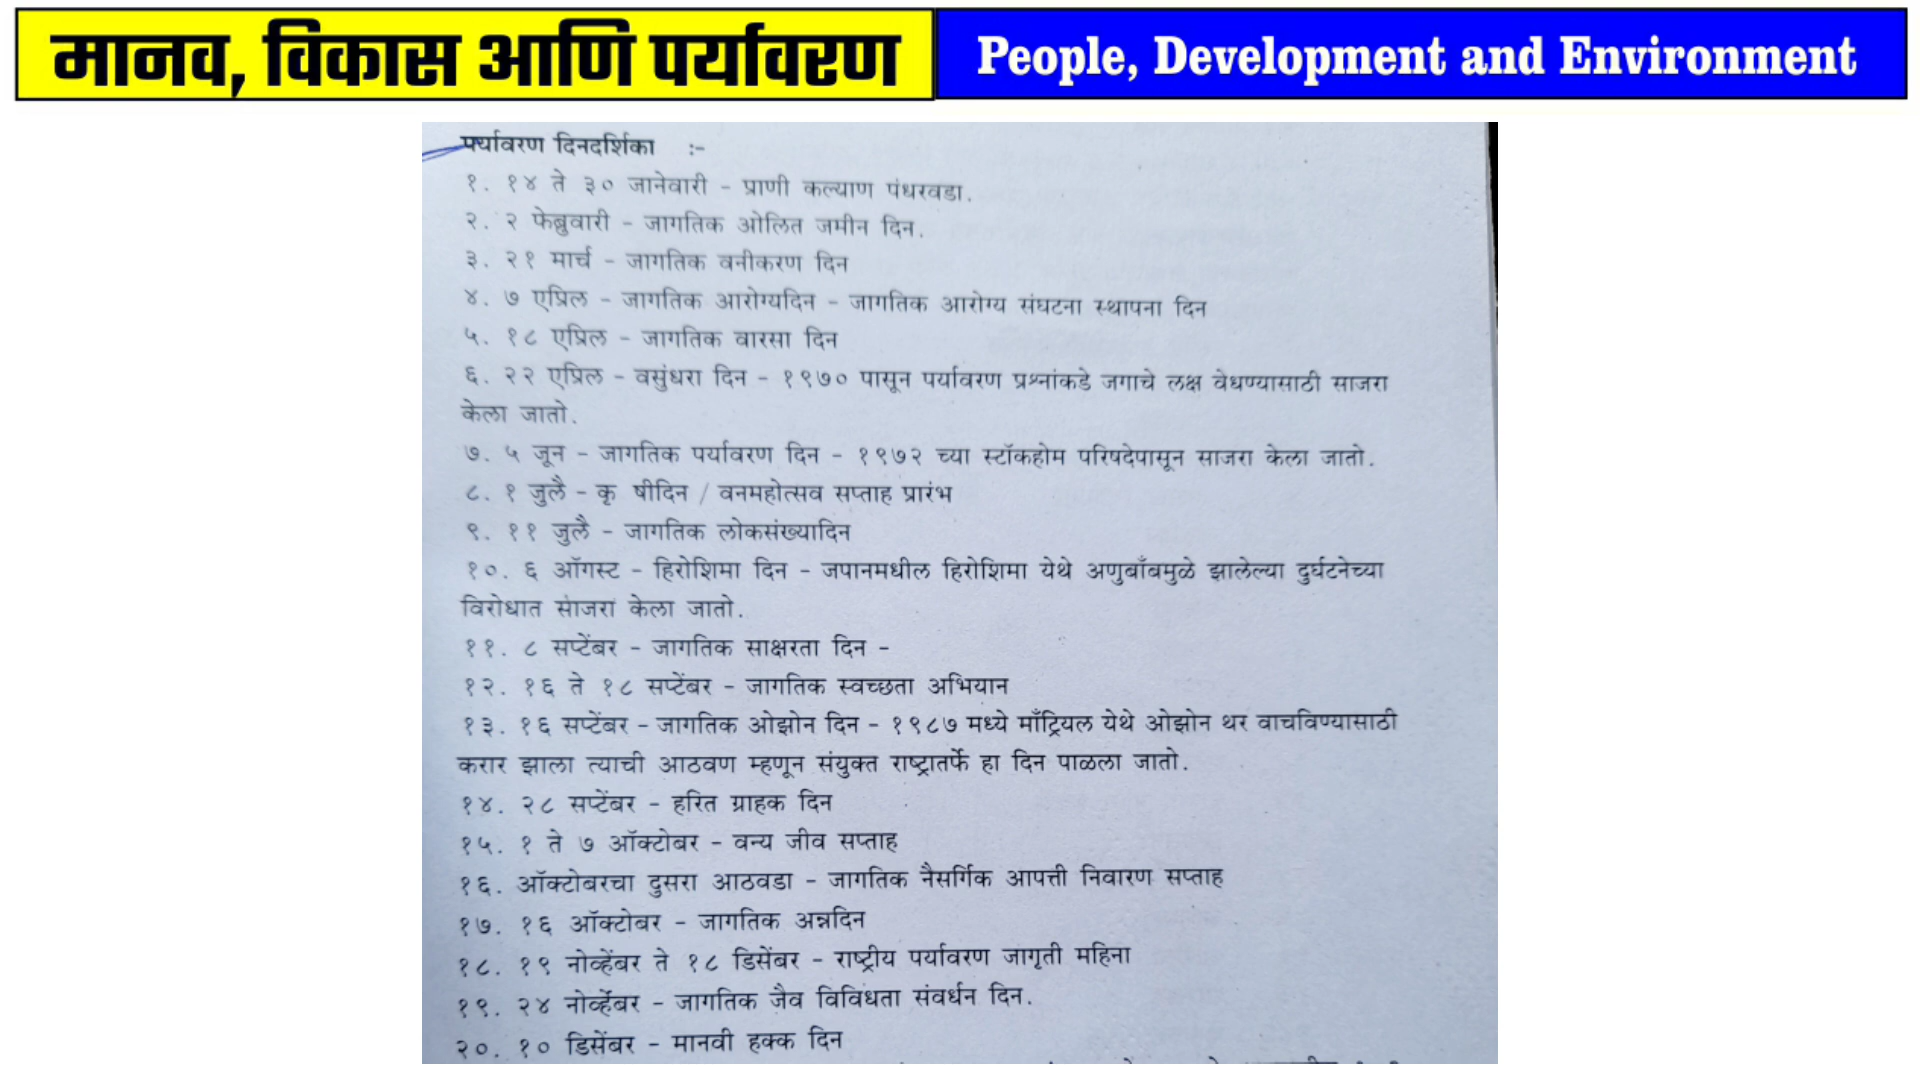 मानव, विकास आणि पर्यावरण
People, Development and Environment
पर्यावरण दिनदर्शिका :-
१. १४ ते ३० जानेवारी - प्राणी कल्याण पंधरवडा.
२. २ फेब्रुवारी - जागतिक ओलित जमीन दिन.
३. २१ मार्च - जागतिक वनीकरण दिन
४. ७ एप्रिल - जागतिक आरोग्यदिन - जागतिक आरोग्य संघटना स्थापना दिन
५. १८ एप्रिल - जागतिक वारसा दिन
६. २२ एप्रिल - वसुंधरा दिन - १९७० पासून पर्यावरण प्रश्नांकडे जगाचे लक्ष वेधण्यासाठी साजरा
केला जातो.
७. ५ जून - जागतिक पर्यावरण दिन - १९७२ च्या स्टॉकहोम परिषदेपासून साजरा केला जातो.
८. १ जुलै - कृ षीदिन / वनमहोत्सव सप्ताह प्रारंभ
९. ११ जुलै - जागतिक लोकसंख्यादिन
१०. ६ ऑगस्ट - हिरोशिमा दिन - जपानमधील हिरोशिमा येथे अणुबाँबमुळे झालेल्या दुर्घटनेच्या
विरोधात साजरा केला जातो.
११. ८ सप्टेंबर - जागतिक साक्षरता दिन -
१२. १६ ते १८ सप्टेंबर - जागतिक स्वच्छता अभियान
१३. १६ सप्टेंबर - जागतिक ओझोन दिन - १९८७ मध्ये माँट्रियल येथे ओझोन थर वाचविण्यासाठी
करार झाला त्याची आठवण म्हणून संयुक्त राष्ट्रातर्फे हा दिन पाळला जातो.
१४. २८ सप्टेंबर - हरित ग्राहक दिन
१५. १ ते ७ ऑक्टोबर - वन्य जीव सप्ताह
१६. ऑक्टोबरचा दुसरा आठवडा - जागतिक नैसर्गिक आपत्ती निवारण सप्ताह
१७. १६ ऑक्टोबर - जागतिक अन्नदिन
१८. १९ नोव्हेंबर ते १८ डिसेंबर - राष्ट्रीय पर्यावरण जागृती महिना
१९. २४ नोव्हेंबर - जागतिक जैव विविधता संवर्धन दिन.
२०. १० डिसेंबर - मानवी हक्क दिन